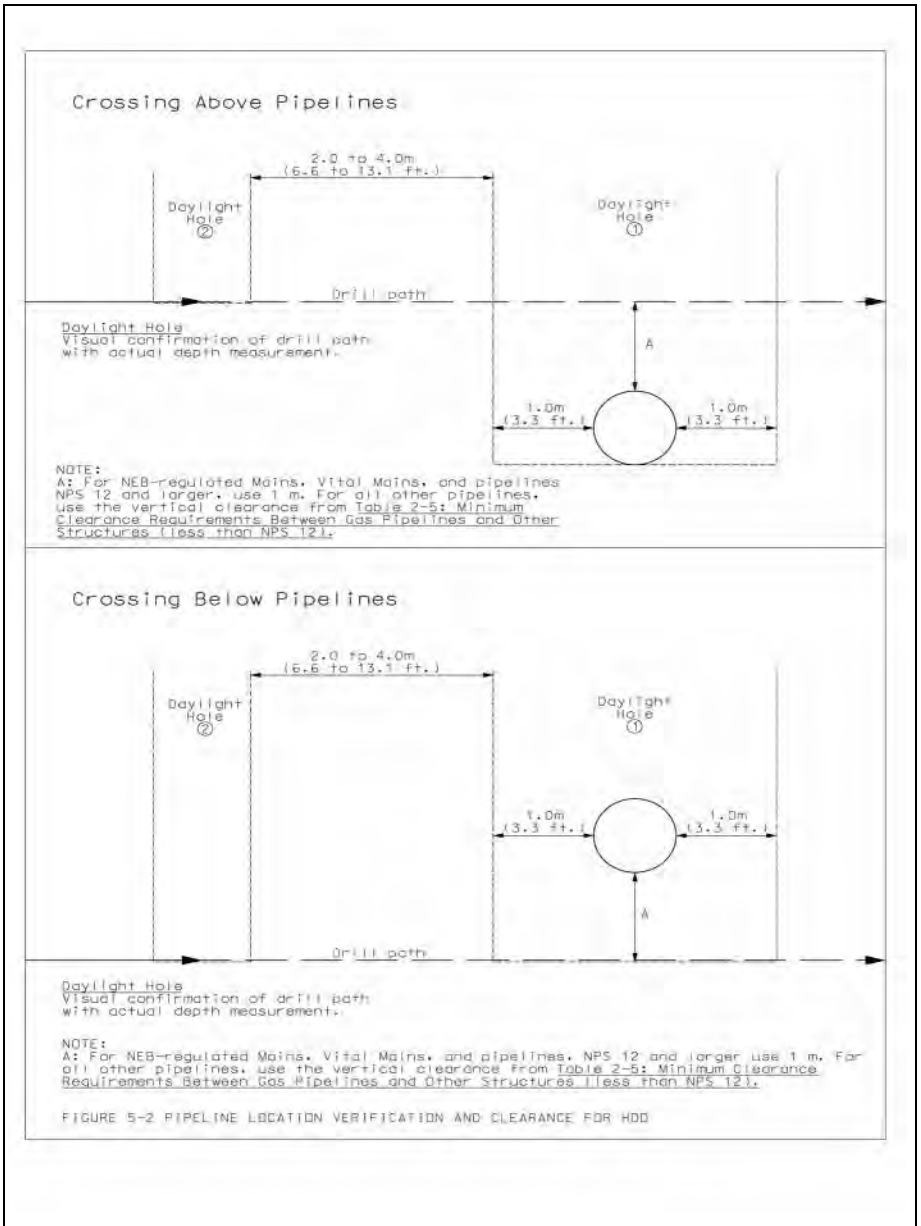 Crossing Above Pipelines
2.0 to 4.0m
(6.6 to 13.1 ft.)
Daylight
Hole
②
Daylight
Hole
①
Drill path
Daylight Hole
Visual confirmation of drill path
with actual depth measurement.
A
1.0m
(3.3 ft.)
1.0m
(3.3 ft.)
NOTE:
A: For NEB-regulated Mains, Vital Mains, and pipelines
NPS 12 and larger, use 1 m. For all other pipelines,
use the vertical clearance from Table 2-5: Minimum
Clearance Requirements Between Gas Pipelines and Other
Structures (less than NPS 12).
Crossing Below Pipelines
2.0 to 4.0m
(6.6 to 13.1 ft.)
Daylight
Hole
②
Daylight
Hole
①
1.0m
(3.3 ft.)
1.0m
(3.3 ft.)
A
Drill path
Daylight Hole
Visual confirmation of drill path
with actual depth measurement.
NOTE:
A: For NEB-regulated Mains, Vital Mains, and pipelines, NPS 12 and larger use 1 m. For
all other pipelines, use the vertical clearance from Table 2-5: Minimum Clearance
Requirements Between Gas Pipelines and Other Structures (less than NPS 12).
FIGURE 5-2 PIPELINE LOCATION VERIFICATION AND CLEARANCE FOR HDD